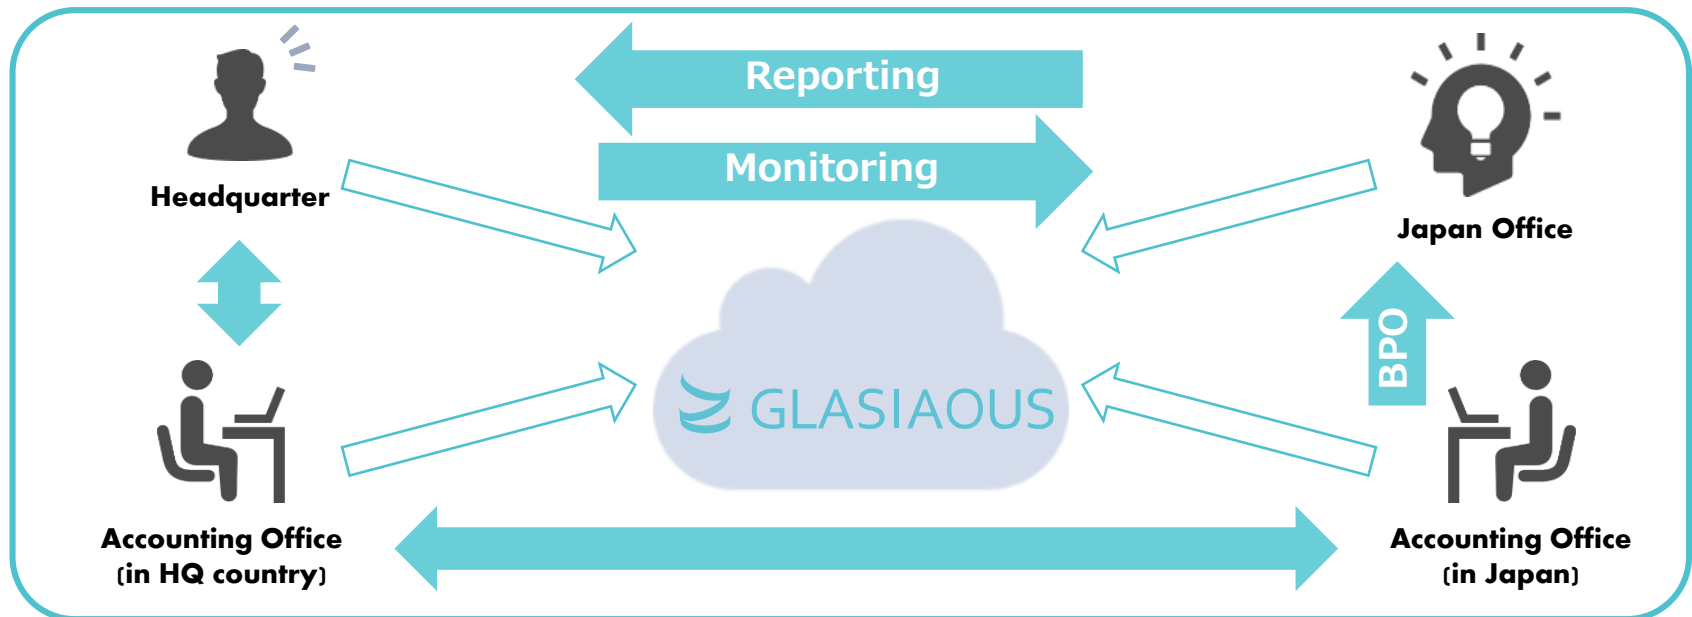 Reporting
Monitoring
Headquarter
Japan Office
BPO
GLASIAOUS
Accounting Office
(in HQ country)
Accounting Office
(in Japan)